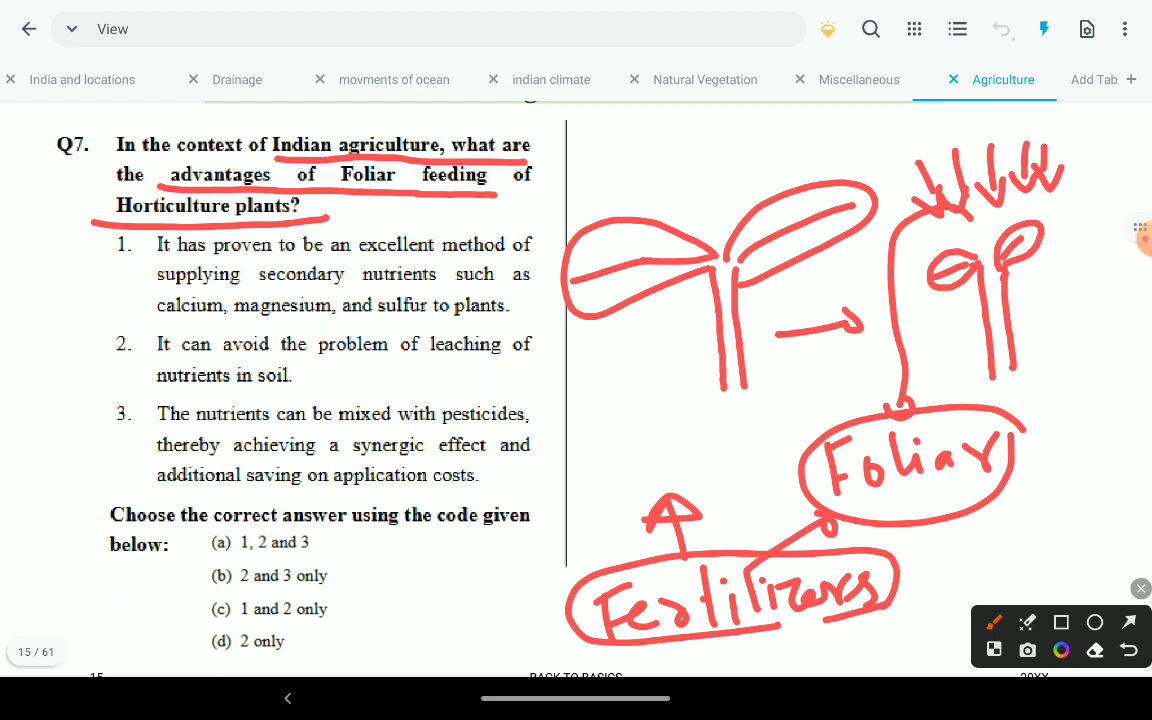 View
India and locations
Drainage
movments of ocean
indian climate
Natural Vegetation
Miscellaneous
Agriculture
Add Tab
Q7. In the context of Indian agriculture, what are
the advantages of Foliar feeding of
Horticulture plants?
1. It has proven to be an excellent method of
supplying secondary nutrients such as
calcium, magnesium, and sulfur to plants.
2. It can avoid the problem of leaching of
nutrients in soil.
3. The nutrients can be mixed with pesticides,
thereby achieving a synergic effect and
additional saving on application costs.
Choose the correct answer using the code given
below: (a) 1, 2 and 3
(b) 2 and 3 only
(c) 1 and 2 only
(d) 2 only
Foliar
Fertilizers
15 / 61
15 BACK TO BASICS 20XX